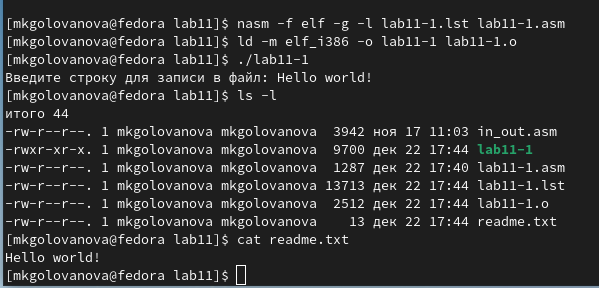 [mkgolovanova@fedora lab11]$ nasm -f elf -g -l lab11-1.lst lab11-1.asm
[mkgolovanova@fedora lab11]$ ld -m elf_i386 -o lab11-1 lab11-1.o
[mkgolovanova@fedora lab11]$ ./lab11-1
Введите строку для записи в файл: Hello world!
[mkgolovanova@fedora lab11]$ ls -l
итого 44
-rw-r--r--. 1 mkgolovanova mkgolovanova  3942 ноя 17 11:03 in_out.asm
-rwxr-xr-x. 1 mkgolovanova mkgolovanova  9700 дек 22 17:44 lab11-1
-rw-r--r--. 1 mkgolovanova mkgolovanova  1287 дек 22 17:40 lab11-1.asm
-rw-r--r--. 1 mkgolovanova mkgolovanova 13713 дек 22 17:44 lab11-1.lst
-rw-r--r--. 1 mkgolovanova mkgolovanova  2512 дек 22 17:44 lab11-1.o
-rw-r--r--. 1 mkgolovanova mkgolovanova    13 дек 22 17:44 readme.txt
[mkgolovanova@fedora lab11]$ cat readme.txt
Hello world!
[mkgolovanova@fedora lab11]$